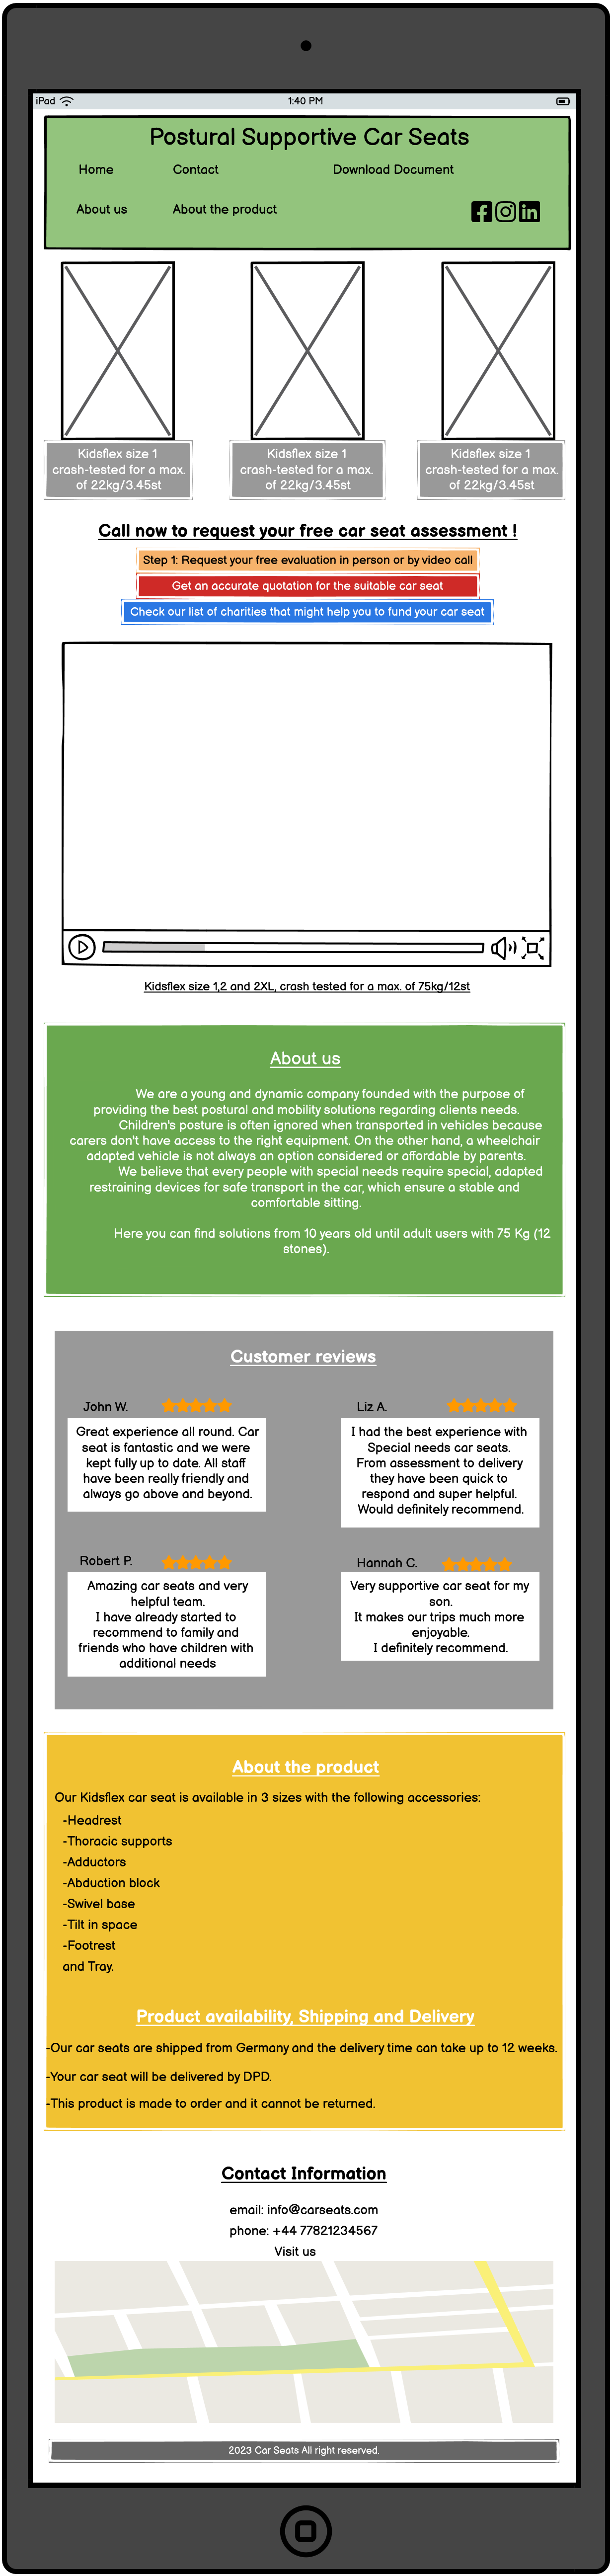 iPad
1:40 PM
Postural Supportive Car Seats
Home
Contact
Download Document
About us
About the product
Kidsflex size 1
crash-tested for a max.
of 22kg/3.45st
Kidsflex size 1
crash-tested for a max.
of 22kg/3.45st
Kidsflex size 1
crash-tested for a max.
of 22kg/3.45st
Call now to request your free car seat assessment !
Step 1: Request your free evaluation in person or by video call
Get an accurate quotation for the suitable car seat
Check our list of charities that might help you to fund your car seat
Kidsflex size 1,2 and 2XL, crash tested for a max. of 75kg/12st
About us
We are a young and dynamic company founded with the purpose of
providing the best postural and mobility solutions regarding clients needs.
Children's posture is often ignored when transported in vehicles because
carers don't have access to the right equipment. On the other hand, a wheelchair
adapted vehicle is not always an option considered or affordable by parents.
We believe that every people with special needs require special, adapted
restraining devices for safe transport in the car, which ensure a stable and
comfortable sitting.
Here you can find solutions from 10 years old until adult users with 75 Kg (12
stones).
Customer reviews
John W.
Great experience all round. Car
seat is fantastic and we were
kept fully up to date. All staff
have been really friendly and
always go above and beyond.
Liz A.
I had the best experience with
Special needs car seats.
From assessment to delivery
they have been quick to
respond and super helpful.
Would definitely recommend.
Robert P.
Amazing car seats and very
helpful team.
I have already started to
recommend to family and
friends who have children with
additional needs
Hannah C.
Very supportive car seat for my
son.
It makes our trips much more
enjoyable.
I definitely recommend.
About the product
Our Kidsflex car seat is available in 3 sizes with the following accessories:
-Headrest
-Thoracic supports
-Adductors
-Abduction block
-Swivel base
-Tilt in space
-Footrest
and Tray.
Product availability, Shipping and Delivery
-Our car seats are shipped from Germany and the delivery time can take up to 12 weeks.
-Your car seat will be delivered by DPD.
-This product is made to order and it cannot be returned.
Contact Information
email: info@carseats.com
phone: +44 77821234567
Visit us
2023 Car Seats All right reserved.